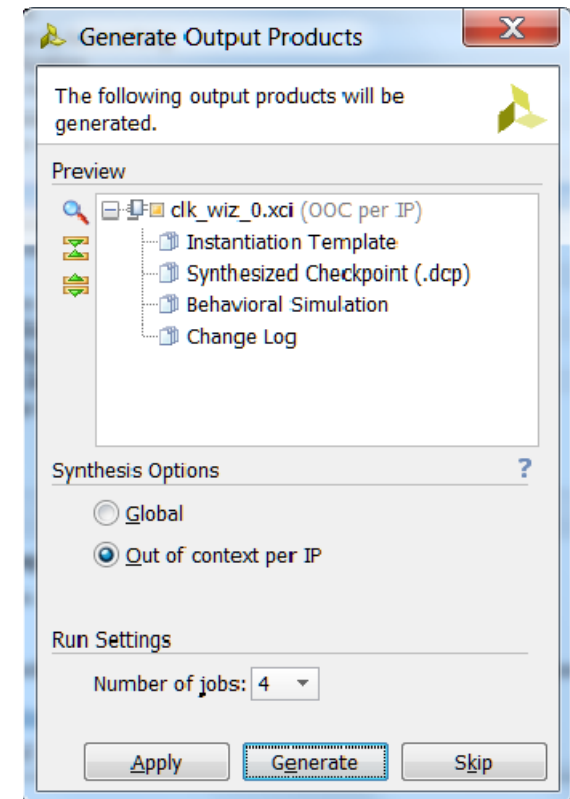 Generate Output Products
The following output products will be
generated.
Preview
clk_wiz_0.xci (OOC per IP)
Instantiation Template
Synthesized Checkpoint (.dcp)
Behavioral Simulation
Change Log
Synthesis Options
?
Global
Out of context per IP
Run Settings
Number of jobs: 4
Apply Generate Skip